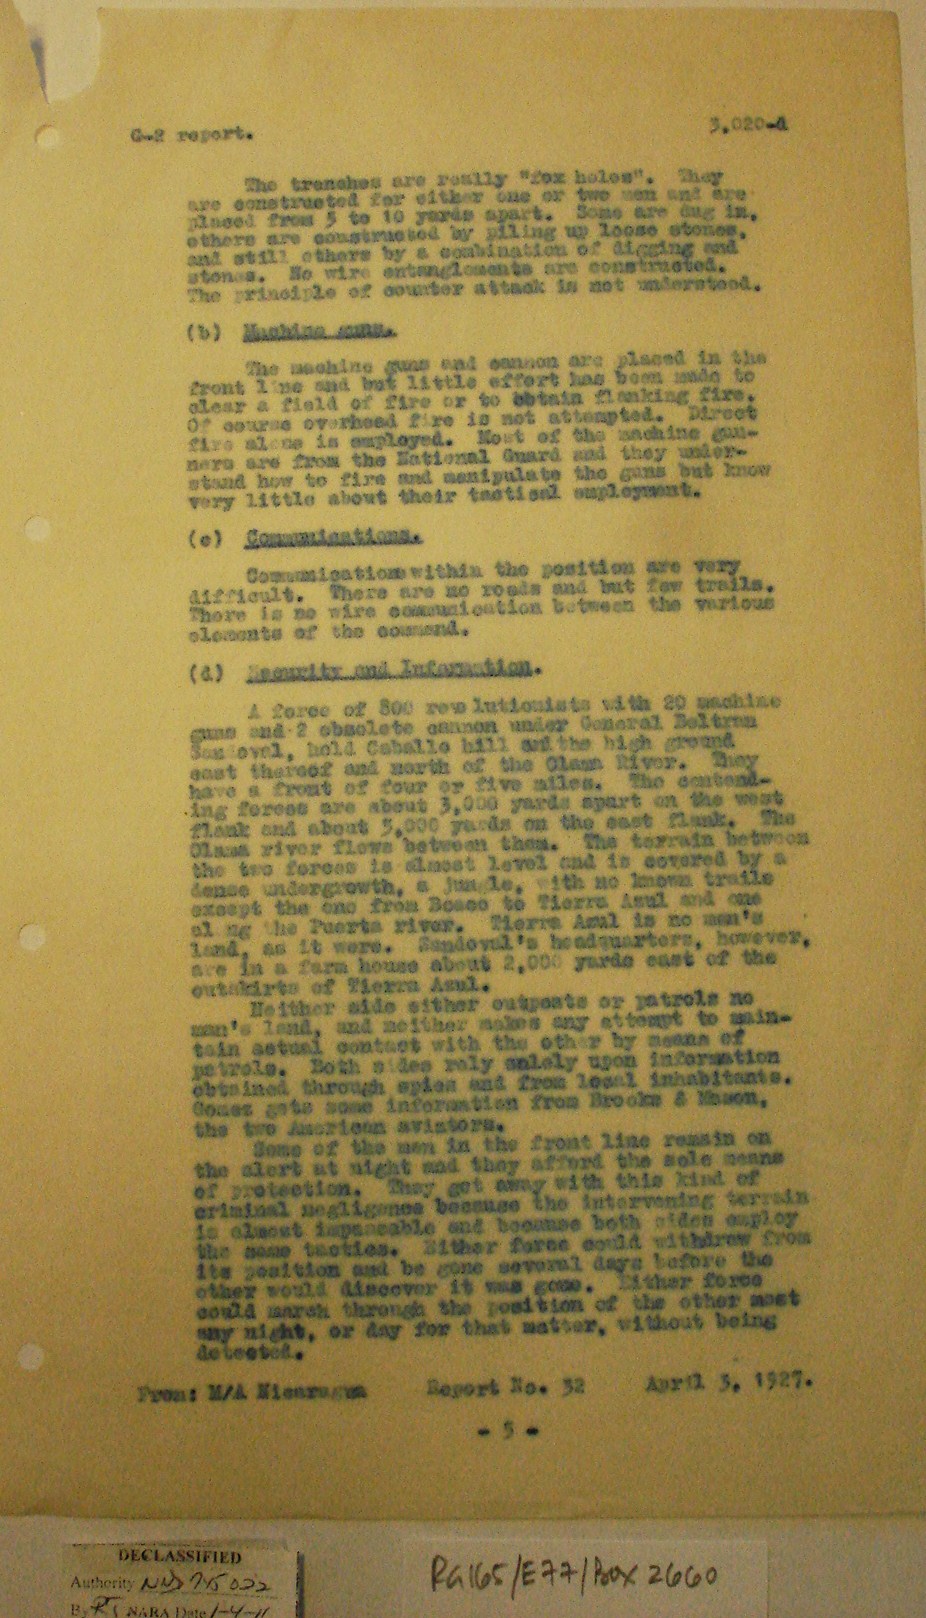 G-2 report. 3,020-d
The trenches are really "fox holes". They
are constructed for either one or two men and are
placed from 5 to 10 yards apart. Some are dug in,
others are constructed by piling up loose stones,
and still others by a combination of digging and
stones. No wire entanglements are constructed.
The principle of counter attack is not understood.
(b) Machine guns.
The machine guns and cannon are placed in the
front line and but little effort has been made to
clear a field of fire or to obtain flanking fire.
Of course overhead fire is not attempted. Direct
fire alone is employed. Most of the machine gun-
ners are from the National Guard and they under-
stand how to fire and manipulate the guns but know
very little about their tactical employment.
(c) Communications.
Communications within the position are very
difficult. There are no roads and but few trails.
There is no wire communication between the various
elements of the command.
(d) Security and Information.
A force of 800 revolutionists with 20 machine
guns and 2 obsolete cannon under General Beltran
Sandoval, hold Caballo hill and the high ground
east thereof and north of the Olama River. They
have a front of four or five miles. The contend-
ing forces are about 3,000 yards apart on the west
flank and about 5,000 yards on the east flank. The
Olama river flows between them. The terrain between
the two forces is almost level and is covered by a
dense undergrowth, a jungle, with no known trails
except the one from Boaco to Tierra Azul and one
along the Puerta river. Tierra Azul is no man's
land, as it were. Sandoval's headquarters, however,
are in a farm house about 2,000 yards east of the
outskirts of Tierra Azul.
Neither side either outposts or patrols no
man's land, and neither makes any attempt to main-
tain actual contact with the other by means of
patrols. Both sides rely solely upon information
obtained through spies and from local inhabitants.
Gomez gets some information from Brooks & Mason,
the two American aviators.
Some of the men in the front line remain on
the alert at night and they afford the sole means
of protection. They get away with this kind of
criminal negligence because the intervening terrain
is almost impassable and because both sides employ
the same tactics. Either force could withdraw from
its position and be gone several days before the
other would discover it was gone. Either force
could march through the position of the other most
any night, or day for that matter, without being
detected.
From: M/A Nicaragua Report No. 32 April 3, 1927.
- 5 -
DECLASSIFIED
Authority NND 745022
By RT NARA Date 1-4-11
RG165/E77/Box 2660